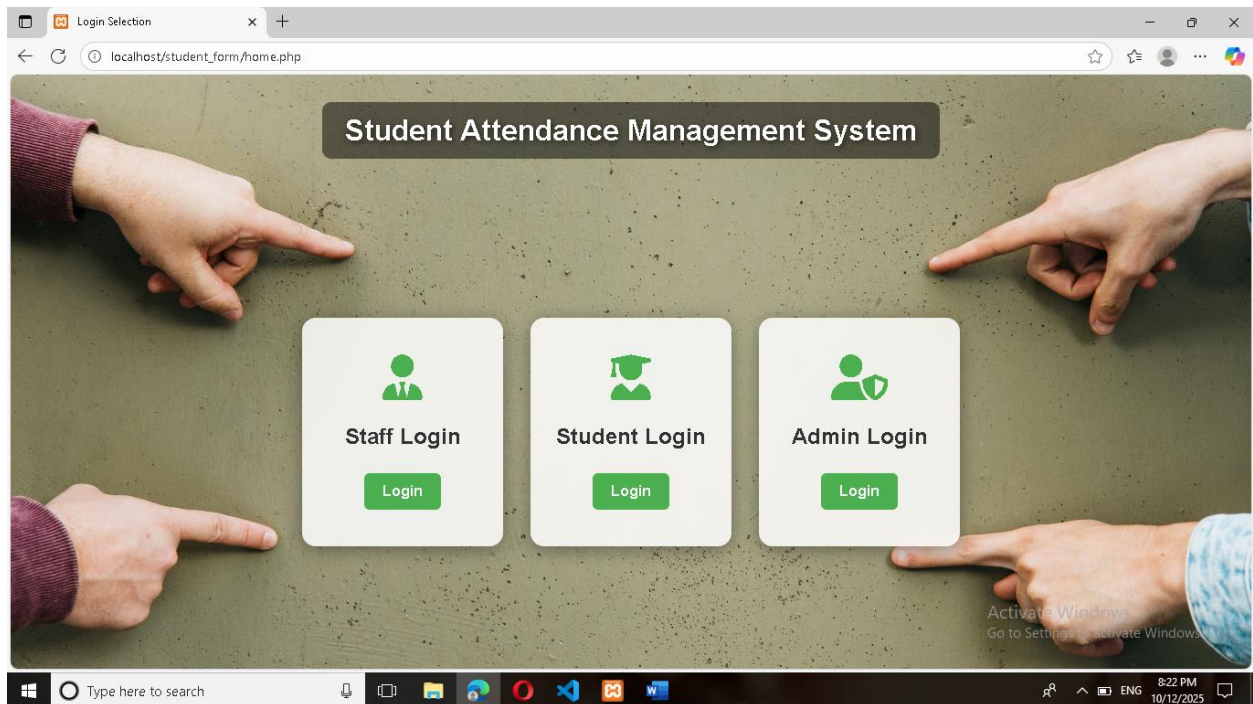 Login Selection
localhost/student_form/home.php
Student Attendance Management System
Staff Login
Student Login
Admin Login
Login
Login
Login
Activate Windows
Go to Settings to activate Windows.
Type here to search
ENG
8:22 PM
10/12/2025